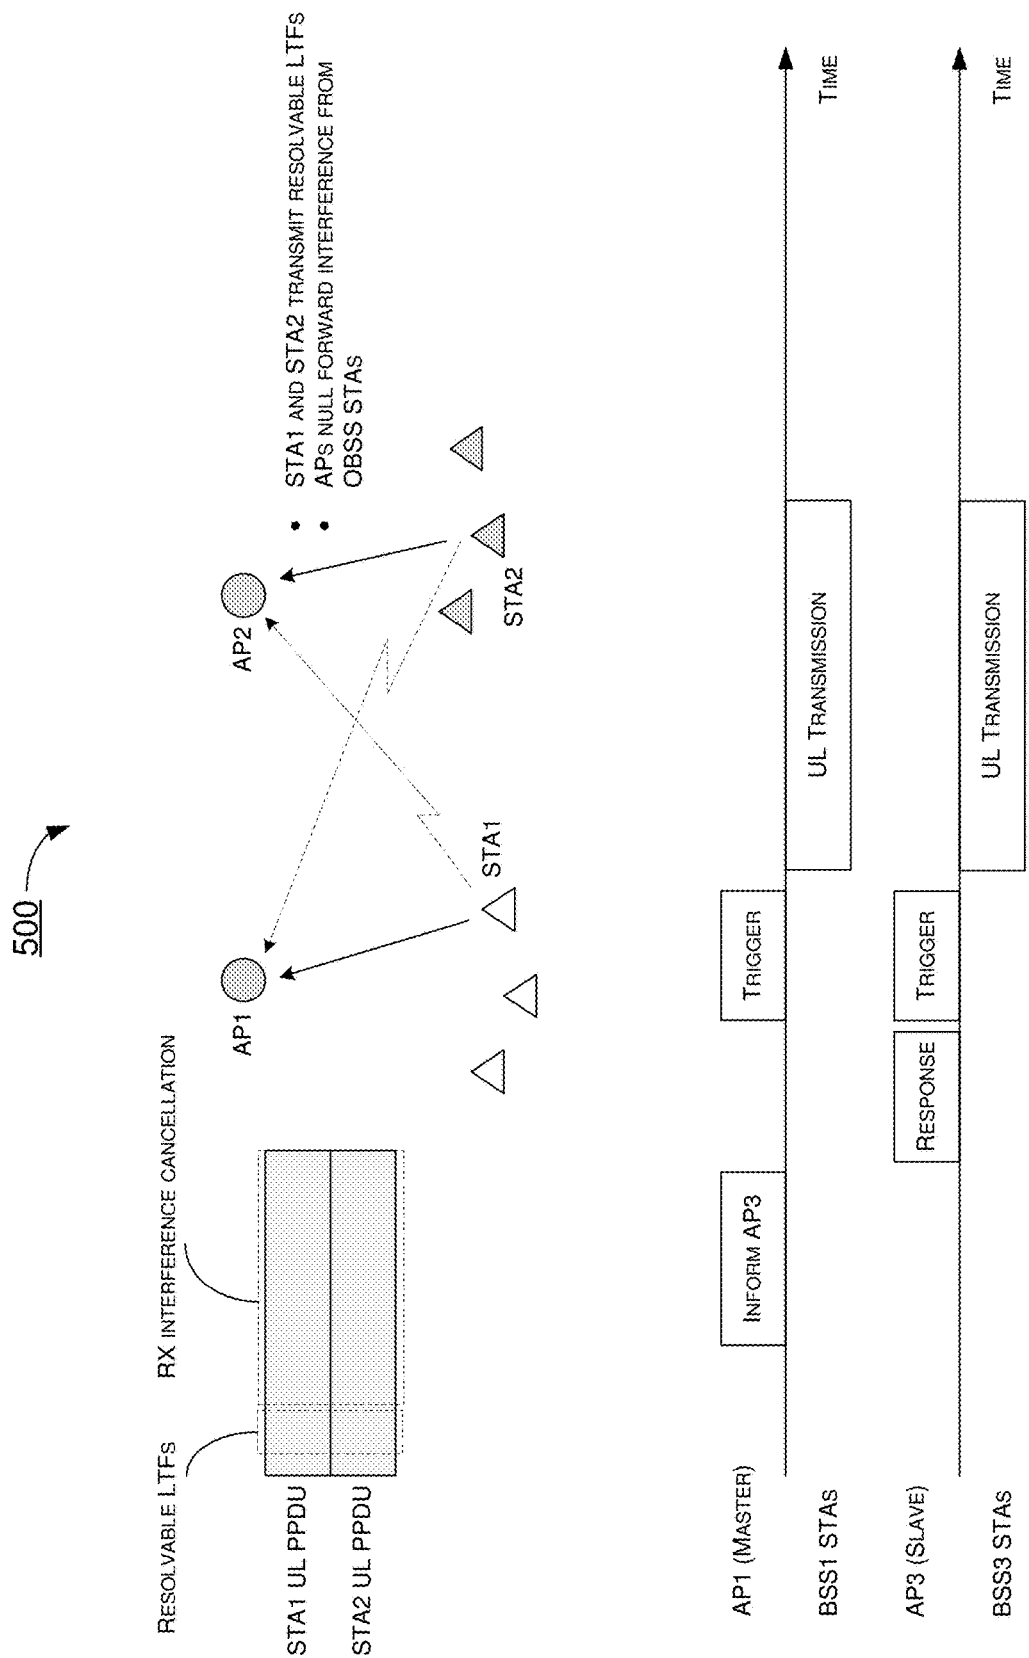 500
RESOLVABLE LTFS
RX INTERFERENCE CANCELLATION
STA1 UL PPDU
STA2 UL PPDU
AP1
AP2
STA1
STA2
• STA1 AND STA2 TRANSMIT RESOLVABLE LTFS
• APS NULL FORWARD INTERFERENCE FROM
OBSS STAS
AP1 (MASTER)
INFORM AP3
TRIGGER
BSS1 STAS
UL TRANSMISSION
TIME
AP3 (SLAVE)
RESPONSE
TRIGGER
BSS3 STAS
UL TRANSMISSION
TIME